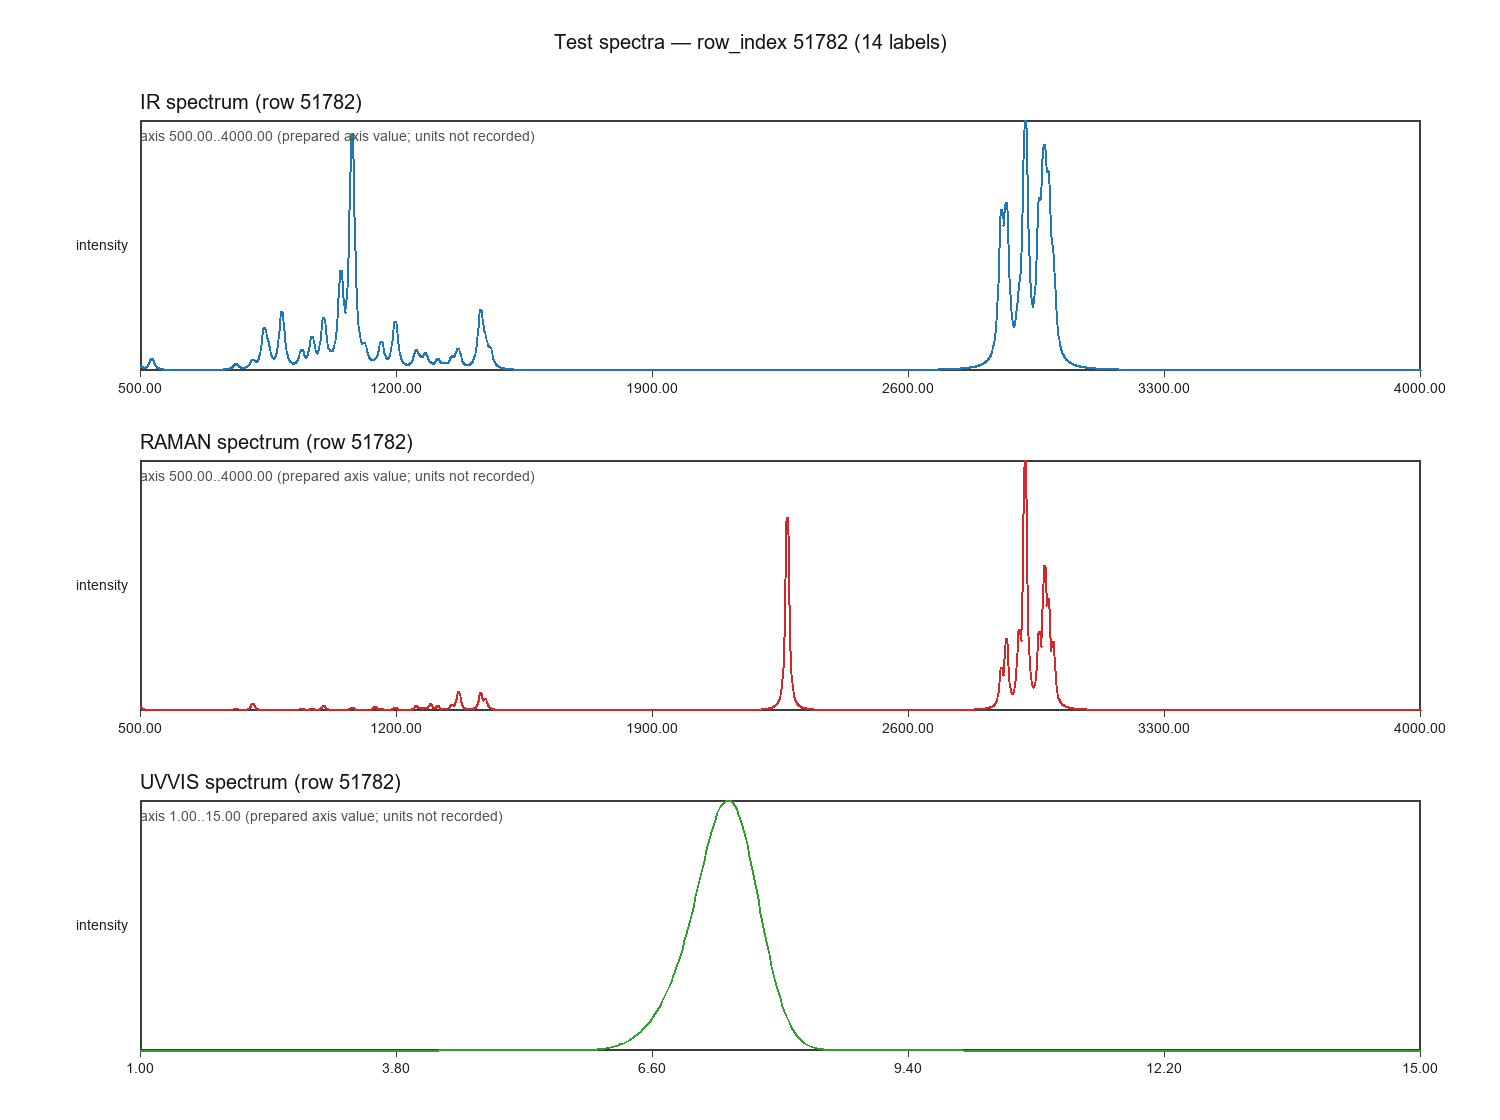 Test spectra — row_index 51782 (14 labels)
IR spectrum (row 51782)
axis 500.00..4000.00 (prepared axis value; units not recorded)
intensity
500.00 1200.00 1900.00 2600.00 3300.00 4000.00
RAMAN spectrum (row 51782)
axis 500.00..4000.00 (prepared axis value; units not recorded)
intensity
500.00 1200.00 1900.00 2600.00 3300.00 4000.00
UVVIS spectrum (row 51782)
axis 1.00..15.00 (prepared axis value; units not recorded)
intensity
1.00 3.80 6.60 9.40 12.20 15.00